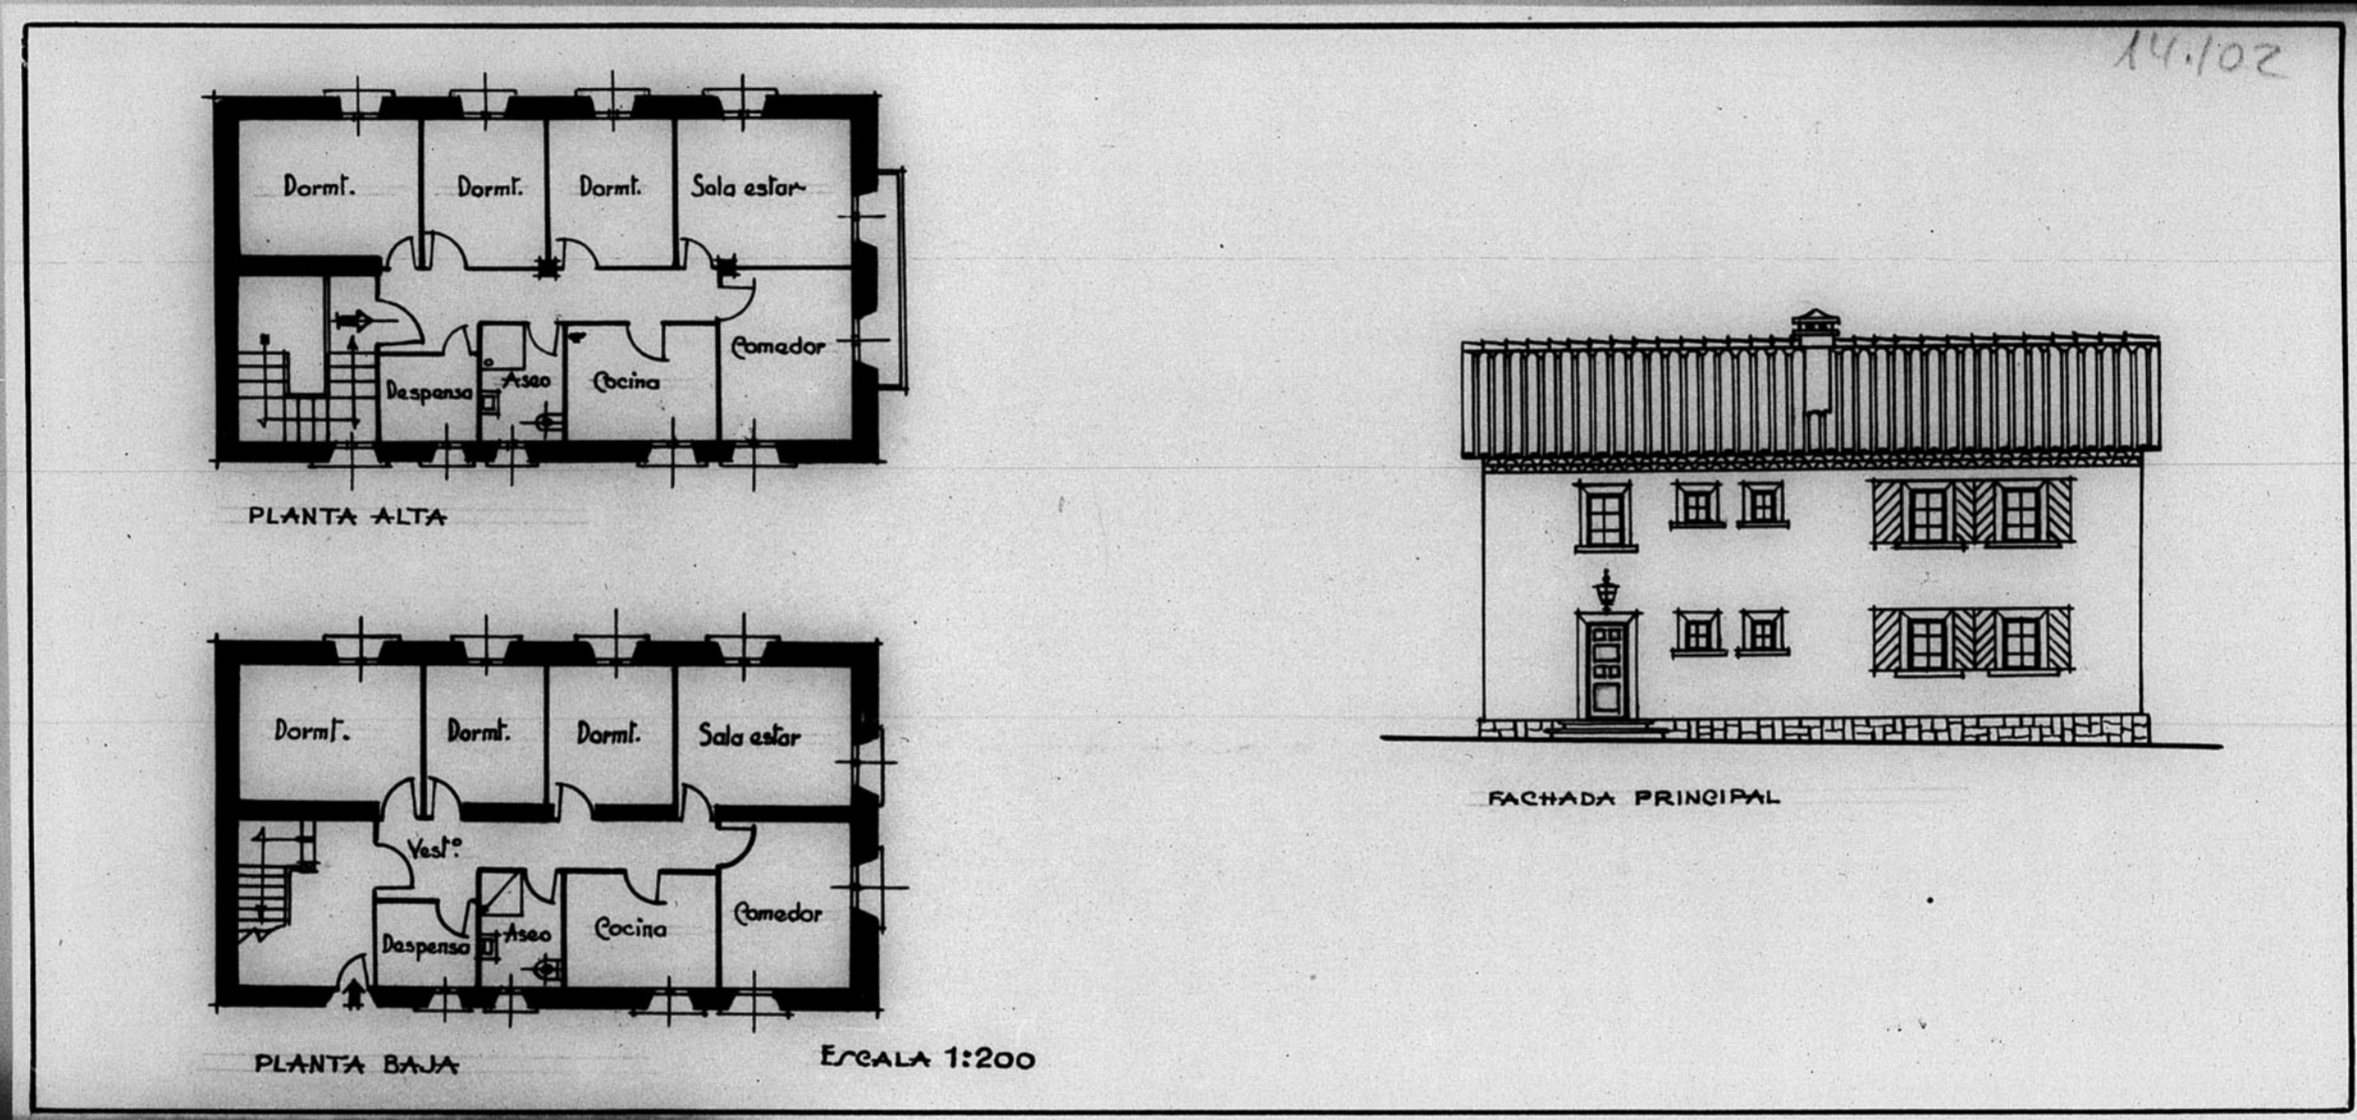 14.102
Dormt. Dormt. Dormt. Sala estar
Comedor
Despensa Aseo Cocina
PLANTA ALTA
Dormt. Dormt. Dormt. Sala estar
Vestº.
Despensa Aseo Cocina Comedor
PLANTA BAJA
ESCALA 1:200
FACHADA PRINCIPAL